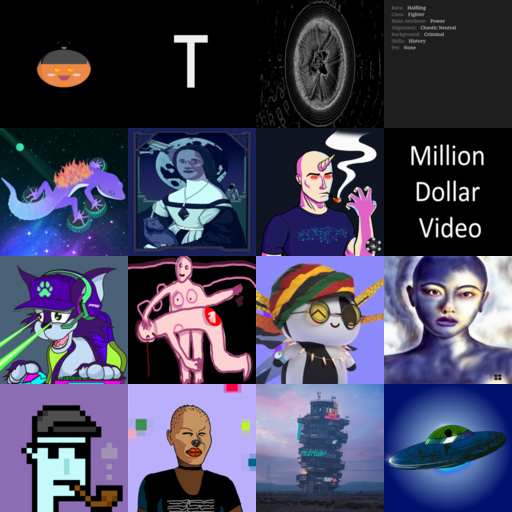 T
Race: Halfling
Class: Fighter
Main Attribute: Power
Alignment: Chaotic Neutral
Background: Criminal
Skills: History
Pet: None
Million
Dollar
Video